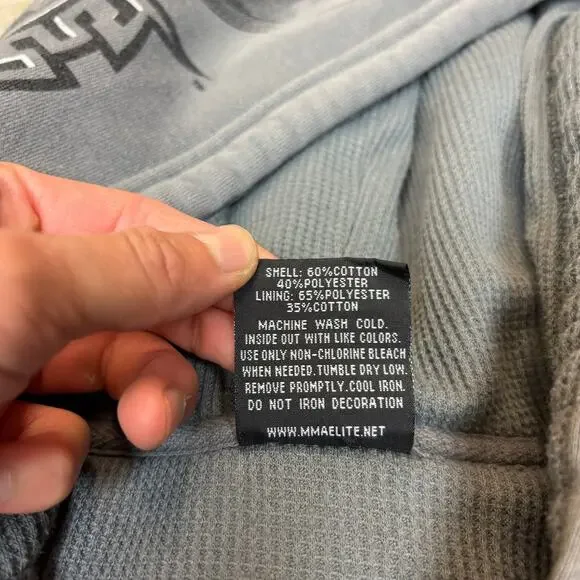 SHELL: 60%COTTON
40%POLYESTER
LINING: 65%POLYESTER
35%COTTON
MACHINE WASH COLD.
INSIDE OUT WITH LIKE COLORS.
USE ONLY NON-CHLORINE BLEACH
WHEN NEEDED.TUMBLE DRY LOW.
REMOVE PROMPTLY.COOL IRON.
DO NOT IRON DECORATION
WWW.MMAELITE.NET